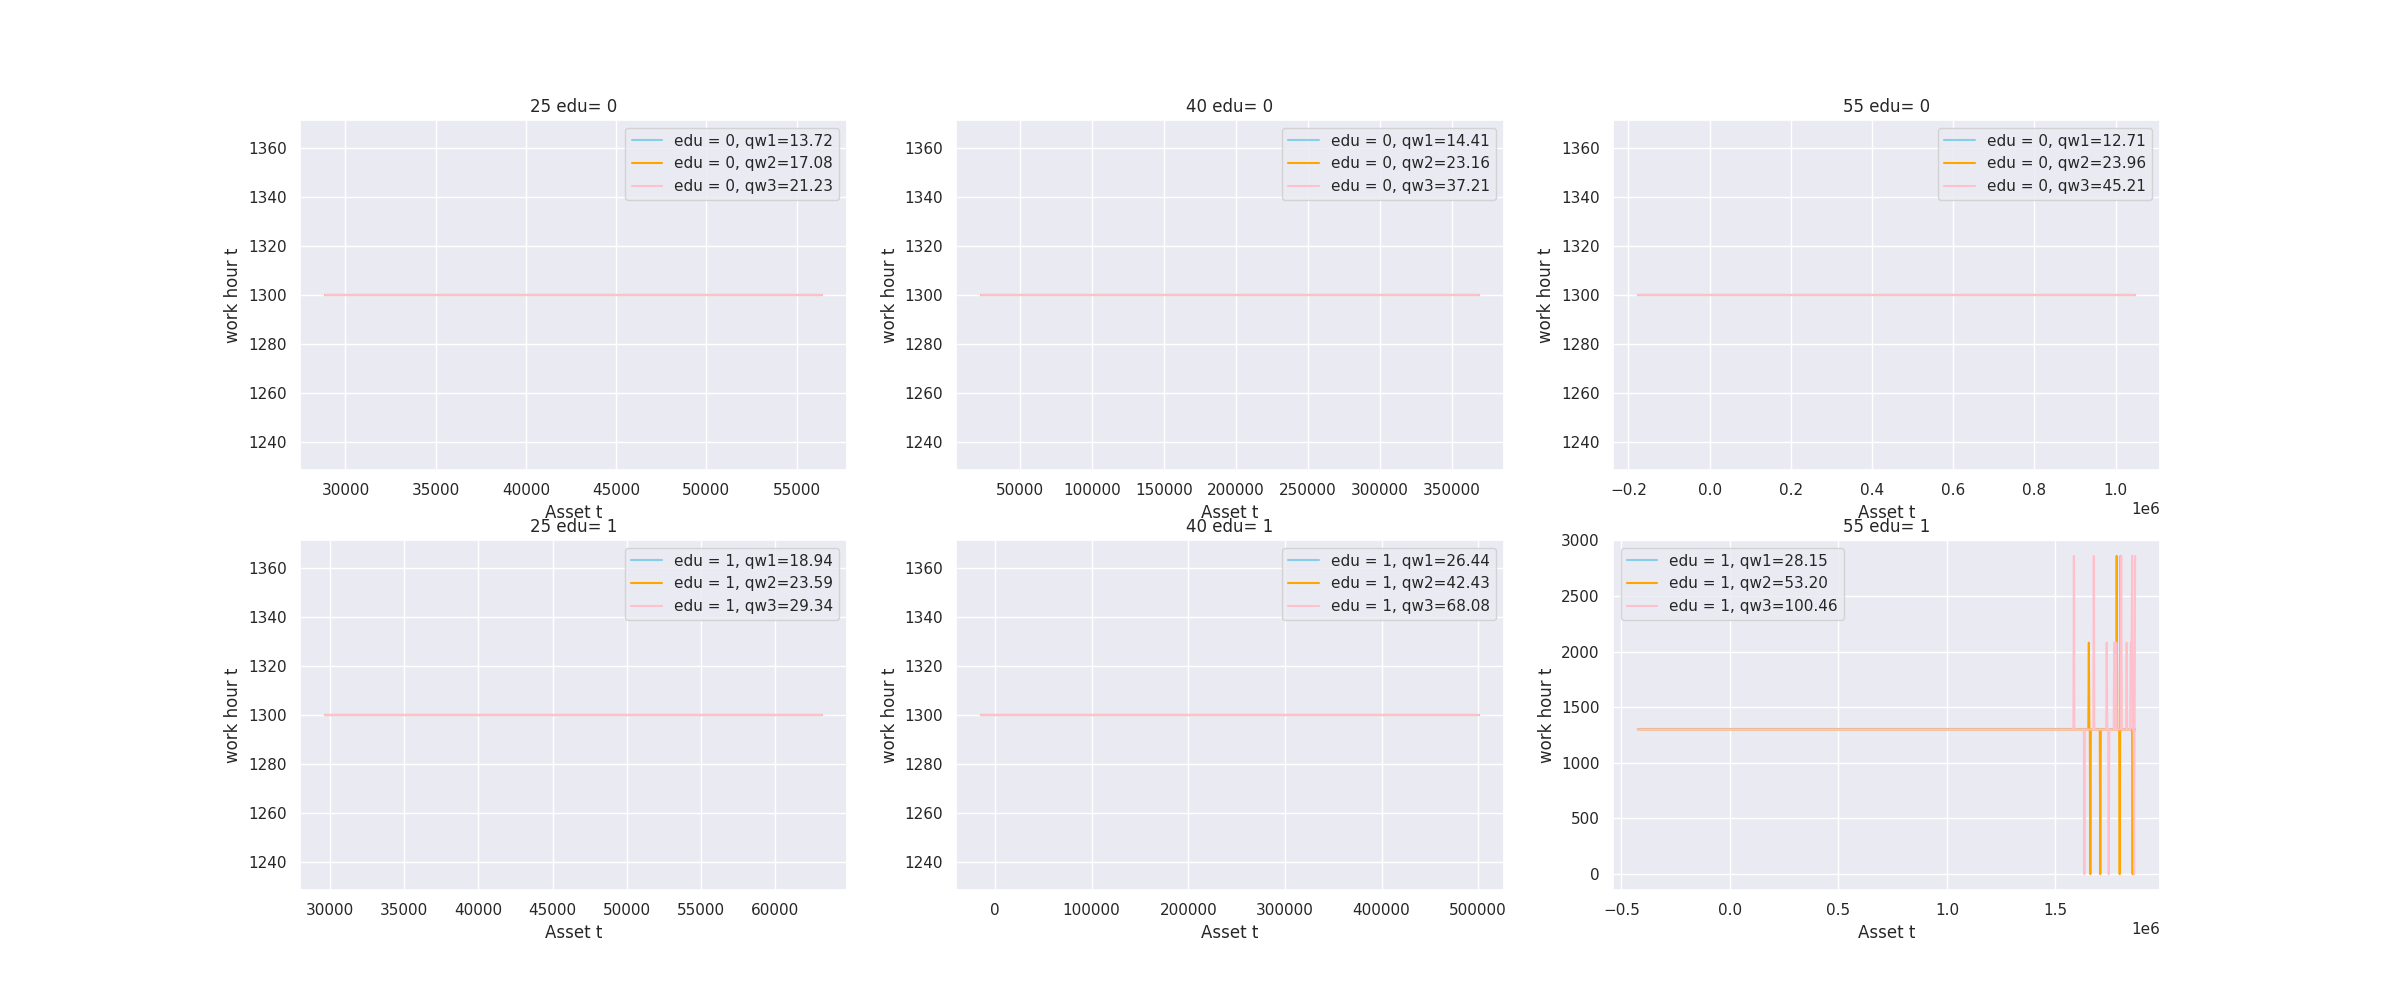 25 edu= 0
work hour t
1360
1340
1320
1300
1280
1260
1240
edu = 0, qw1=13.72
edu = 0, qw2=17.08
edu = 0, qw3=21.23
30000 35000 40000 45000 50000 55000
Asset t
40 edu= 0
work hour t
1360
1340
1320
1300
1280
1260
1240
edu = 0, qw1=14.41
edu = 0, qw2=23.16
edu = 0, qw3=37.21
50000 100000 150000 200000 250000 300000 350000
Asset t
55 edu= 0
work hour t
1360
1340
1320
1300
1280
1260
1240
edu = 0, qw1=12.71
edu = 0, qw2=23.96
edu = 0, qw3=45.21
−0.2 0.0 0.2 0.4 0.6 0.8 1.0
1e6
Asset t
25 edu= 1
work hour t
1360
1340
1320
1300
1280
1260
1240
edu = 1, qw1=18.94
edu = 1, qw2=23.59
edu = 1, qw3=29.34
30000 35000 40000 45000 50000 55000 60000
Asset t
40 edu= 1
work hour t
1360
1340
1320
1300
1280
1260
1240
edu = 1, qw1=26.44
edu = 1, qw2=42.43
edu = 1, qw3=68.08
0 100000 200000 300000 400000 500000
Asset t
55 edu= 1
work hour t
3000
2500
2000
1500
1000
500
0
edu = 1, qw1=28.15
edu = 1, qw2=53.20
edu = 1, qw3=100.46
−0.5 0.0 0.5 1.0 1.5
1e6
Asset t